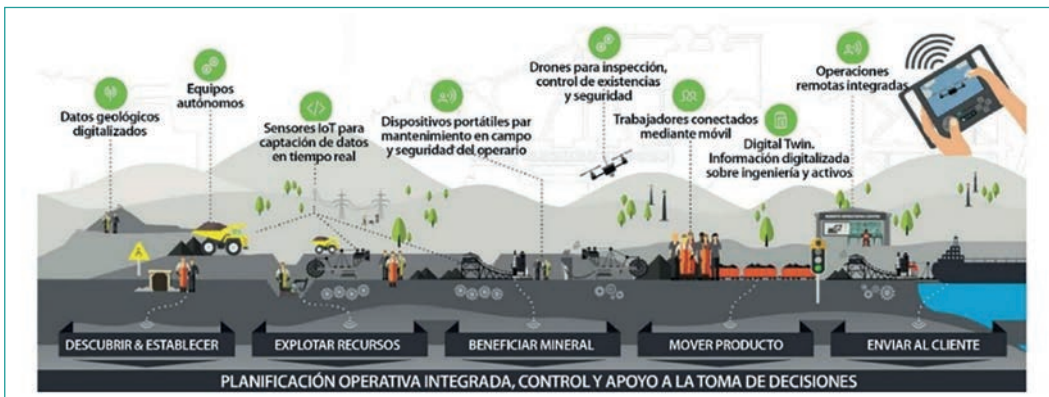 Datos geológicos
digitalizados
Equipos
autónomos
Sensores IoT para
captación de datos
en tiempo real
Dispositivos portátiles par
mantenimiento en campo
y seguridad del operario
Drones para inspección,
control de existencias
y seguridad
Trabajadores conectados
mediante móvil
Digital Twin.
Información digitalizada
sobre ingeniería y activos
Operaciones
remotas integradas
DESCUBRIR & ESTABLECER
EXPLOTAR RECURSOS
BENEFICIAR MINERAL
MOVER PRODUCTO
ENVIAR AL CLIENTE
PLANIFICACIÓN OPERATIVA INTEGRADA, CONTROL Y APOYO A LA TOMA DE DECISIONES